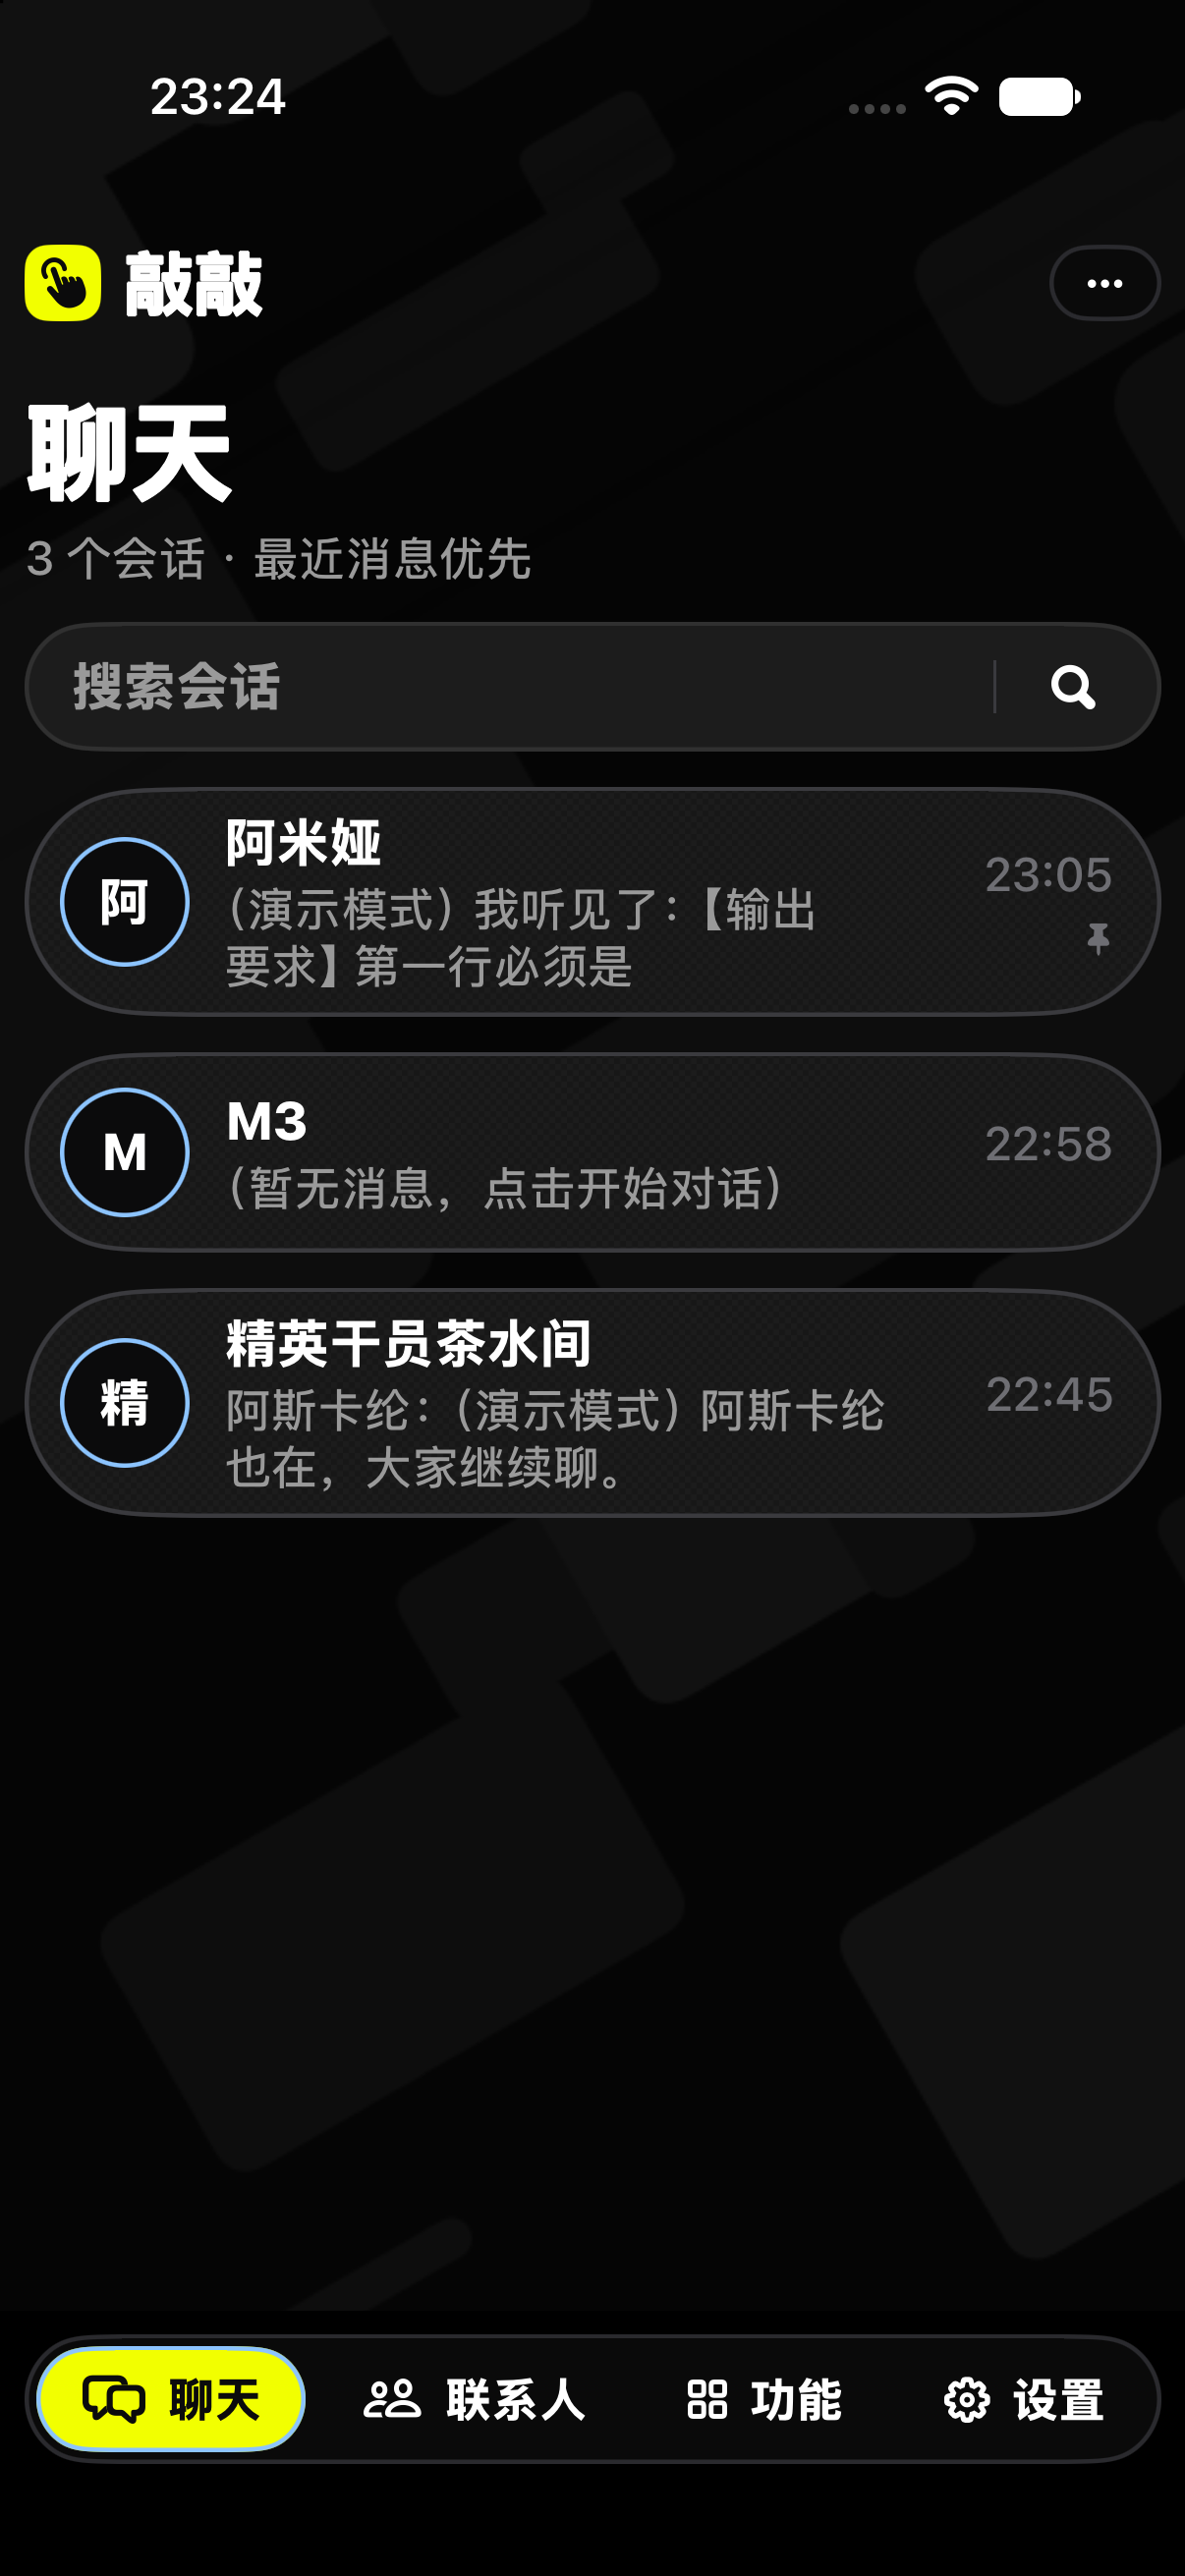 23:24
敲敲
聊天
3 个会话 · 最近消息优先
搜索会话
阿
阿米娅
（演示模式）我听见了：【输出
要求】第一行必须是
23:05
M
M3
（暂无消息，点击开始对话）
22:58
精
精英干员茶水间
阿斯卡纶：（演示模式）阿斯卡纶
也在，大家继续聊。
22:45
聊天
联系人
功能
设置